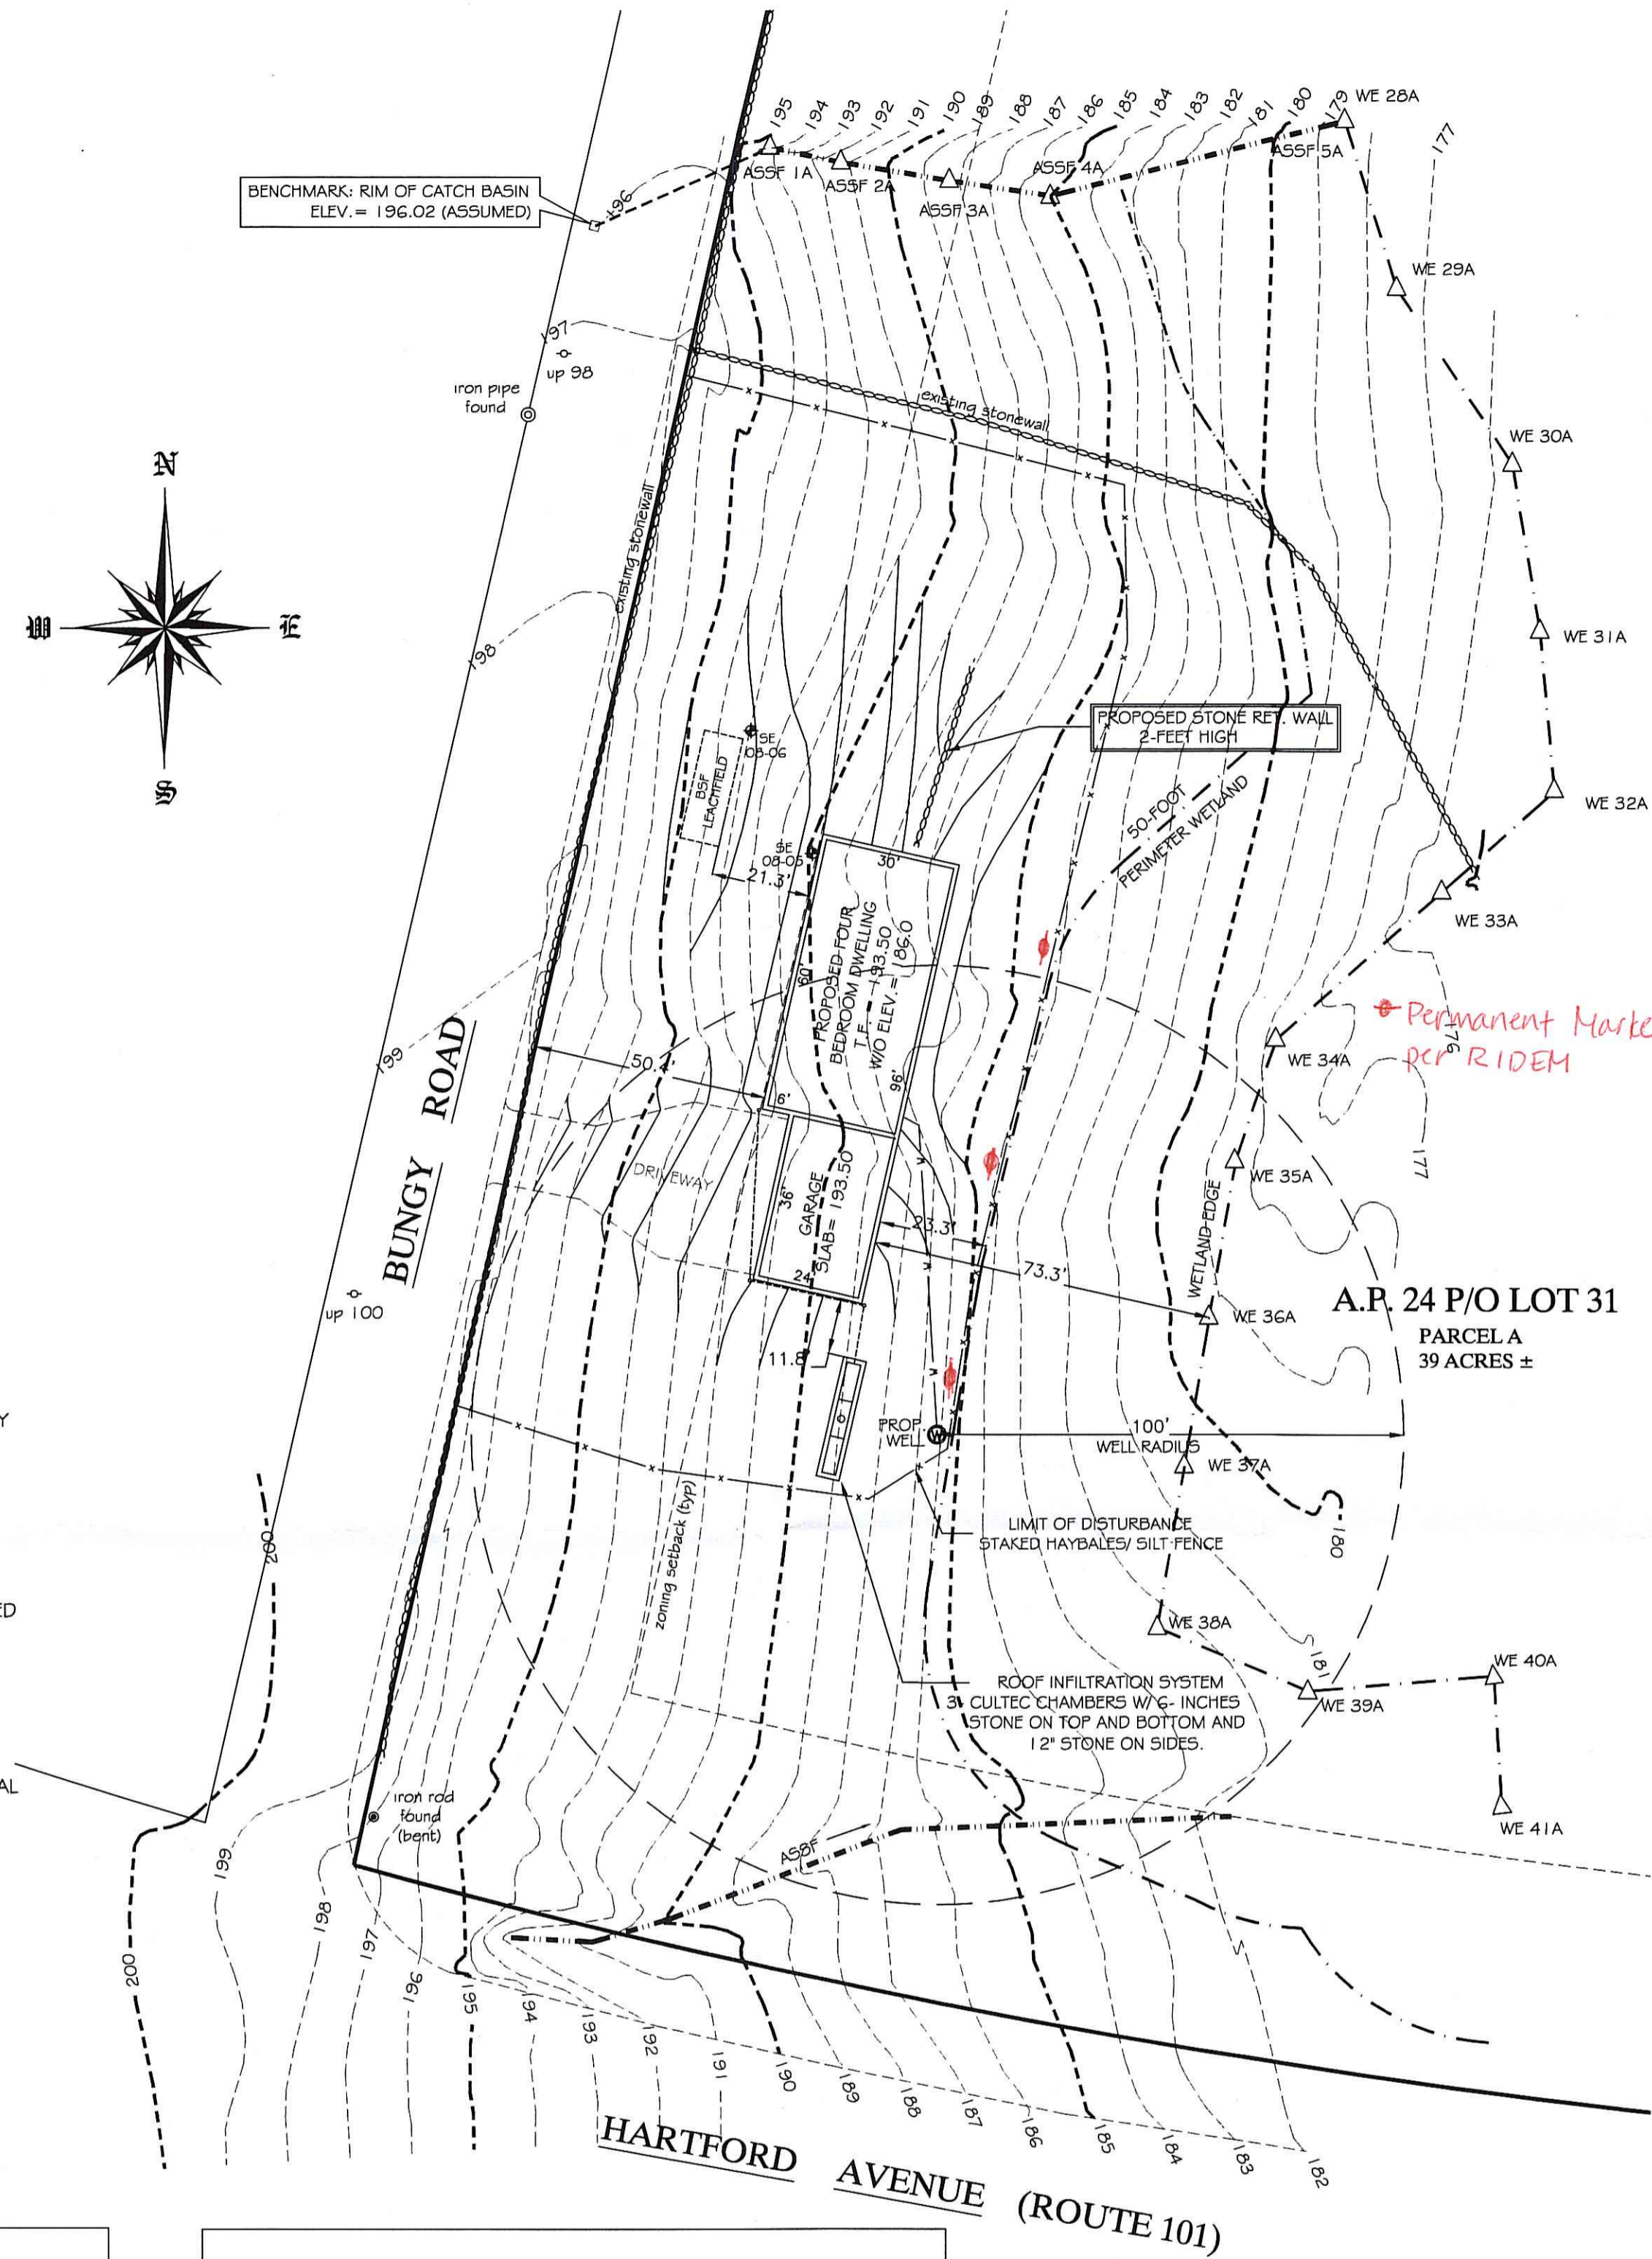 195
194
193
192
191
190
189
188
187
186
185
184
183
182
181
180
179
WE 28A
177
ASSF 1A
ASSF 2A
ASSF 3A
ASSF 4A
ASSF 5A
BENCHMARK: RIM OF CATCH BASIN
ELEV.= 196.02 (ASSUMED)
196
WE 29A
197
up 98
iron pipe
found
existing stonewall
WE 30A
N
W
E
S
existing stonewall
198
WE 31A
PROPOSED STONE RET. WALL
2-FEET HIGH
SE
08-06
BSF
LEACHFIELD
50-FOOT
PERIMETER WETLAND
WE 32A
SE
08-05
30'
21.3'
WE 33A
PROPOSED FOUR
BEDROOM DWELLING
T.F. = 193.50
W/O ELEV.= 186.0
60'
96'
Permanent Marke
per RIDEM
176
199
WE 34A
50.4'
6'
BUNGY ROAD
177
DRIVEWAY
36'
GARAGE
SLAB= 193.50
24'
WE 35A
WETLAND EDGE
23.3'
73.3'
up 100
WE 36A
A.P. 24 P/O LOT 31
PARCEL A
39 ACRES ±
11.8'
Y
PROP.
WELL
W
100'
WELL RADIUS
WE 37A
zoning setback (typ)
LIMIT OF DISTURBANCE
STAKED HAYBALES/ SILT FENCE
180
200
ED
WE 38A
181
WE 40A
ROOF INFILTRATION SYSTEM
3- CULTEC CHAMBERS W/ 6- INCHES
STONE ON TOP AND BOTTOM AND
12" STONE ON SIDES.
WE 39A
AL
iron rod
found
(bent)
WE 41A
ASSF
199
198
197
196
195
194
193
192
191
190
189
188
187
186
185
184
183
182
200
HARTFORD AVENUE (ROUTE 101)